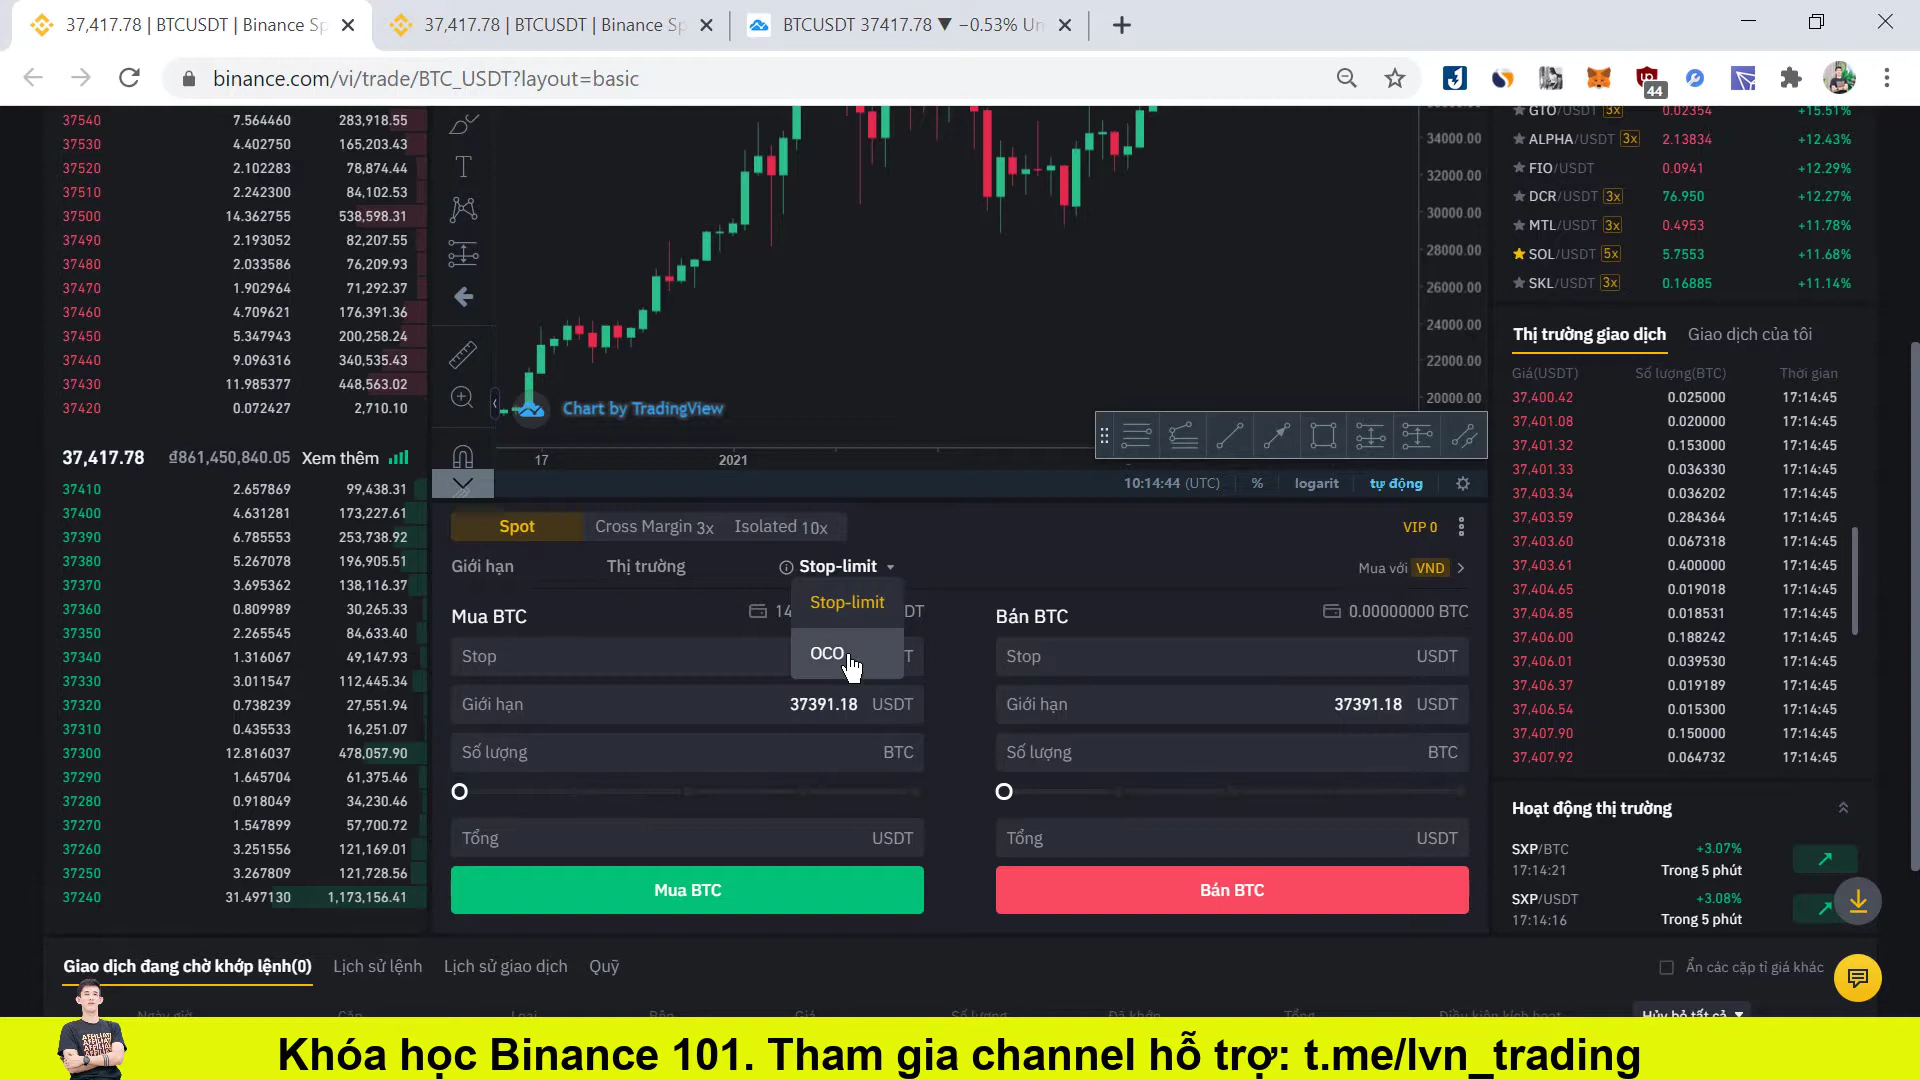 37,417.78 | BTCUSDT | Binance Sp
37,417.78 | BTCUSDT | Binance Sp
BTCUSDT 37417.78 ▼ −0.53% Un
binance.com/vi/trade/BTC_USDT?layout=basic
44
37540 7.564460 283,918.55
37530 4.402750 165,203.43
37520 2.102283 78,874.44
37510 2.242300 84,102.53
37500 14.362755 538,598.31
37490 2.193052 82,207.55
37480 2.033586 76,209.93
37470 1.902964 71,292.37
37460 4.709621 176,391.36
37450 5.347943 200,258.24
37440 9.096316 340,535.43
37430 11.985377 448,563.02
37420 0.072427 2,710.10
37,417.78 ₫861,450,840.05 Xem thêm
37410 2.657869 99,438.31
37400 4.631281 173,227.61
37390 6.785553 253,738.92
37380 5.267078 196,905.51
37370 3.695362 138,116.37
37360 0.809989 30,265.33
37350 2.265545 84,633.40
37340 1.316067 49,147.93
37330 3.011547 112,445.34
37320 0.738239 27,551.94
37310 0.435533 16,251.07
37300 12.816037 478,057.90
37290 1.645704 61,375.46
37280 0.918049 34,230.46
37270 1.547899 57,700.72
37260 3.251556 121,169.01
37250 3.267809 121,728.56
37240 31.497130 1,173,156.41
34000.00
32000.00
30000.00
28000.00
26000.00
24000.00
22000.00
20000.00
Chart by TradingView
17 2021
10:14:44 (UTC) % logarit tự động
Spot Cross Margin 3x Isolated 10x VIP 0
Giới hạn Thị trường Stop-limit Mua với VND
Stop-limit
OCO
Mua BTC 14 DT
Stop T
Giới hạn 37391.18 USDT
Số lượng BTC
Tổng USDT
Mua BTC
Bán BTC 0.00000000 BTC
Stop USDT
Giới hạn 37391.18 USDT
Số lượng BTC
Tổng USDT
Bán BTC
GTO/USDT 3x 0.02354 +15.51%
ALPHA/USDT 3x 2.13834 +12.43%
FIO/USDT 0.0941 +12.29%
DCR/USDT 3x 76.950 +12.27%
MTL/USDT 3x 0.4953 +11.78%
SOL/USDT 5x 5.7553 +11.68%
SKL/USDT 3x 0.16885 +11.14%
Thị trường giao dịch Giao dịch của tôi
Giá(USDT) Số lượng(BTC) Thời gian
37,400.42 0.025000 17:14:45
37,401.08 0.020000 17:14:45
37,401.32 0.153000 17:14:45
37,401.33 0.036330 17:14:45
37,403.34 0.036202 17:14:45
37,403.59 0.284364 17:14:45
37,403.60 0.067318 17:14:45
37,403.61 0.400000 17:14:45
37,404.65 0.019018 17:14:45
37,404.85 0.018531 17:14:45
37,406.00 0.188242 17:14:45
37,406.01 0.039530 17:14:45
37,406.37 0.019189 17:14:45
37,406.54 0.015300 17:14:45
37,407.90 0.150000 17:14:45
37,407.92 0.064732 17:14:45
Hoạt động thị trường
SXP/BTC +3.07%
17:14:21 Trong 5 phút
SXP/USDT +3.08%
17:14:16 Trong 5 phút
Giao dịch đang chờ khớp lệnh(0) Lịch sử lệnh Lịch sử giao dịch Quỹ Ẩn các cặp tỉ giá khác
Khóa học Binance 101. Tham gia channel hỗ trợ: t.me/lvn_trading